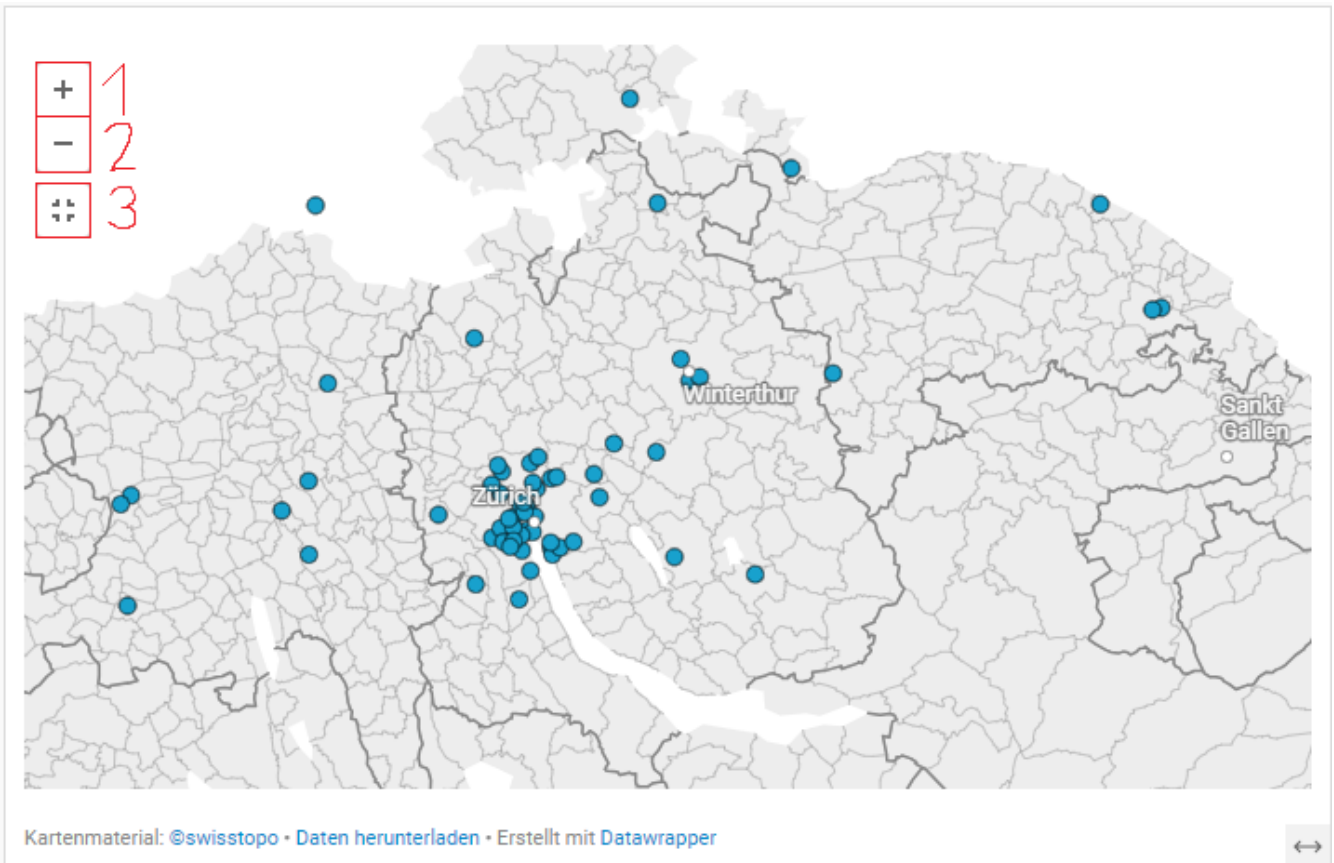 + 1
− 2
3
Winterthur
Sankt
Gallen
Zürich
Kartenmaterial: ©swisstopo • Daten herunterladen • Erstellt mit Datawrapper